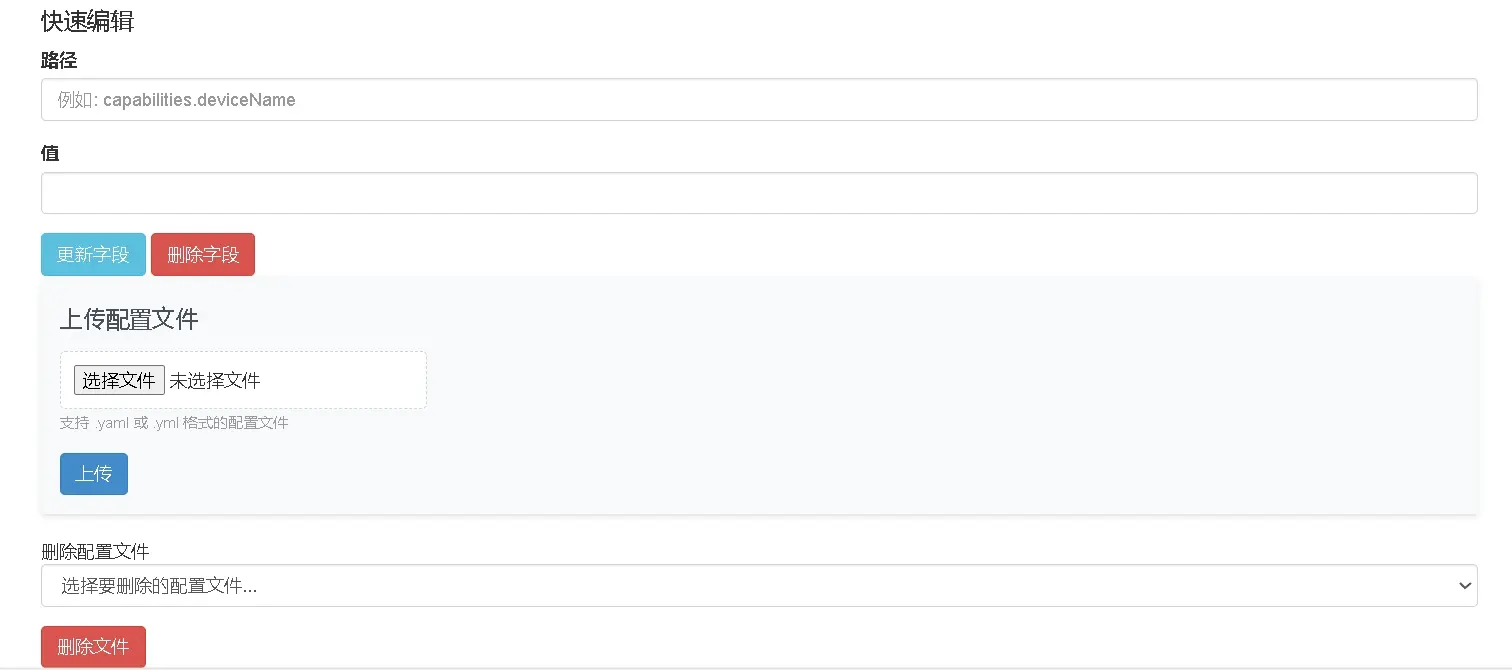 快速编辑
路径
例如: capabilities.deviceName
值
更新字段 删除字段
上传配置文件
选择文件 未选择文件
支持 .yaml 或 .yml 格式的配置文件
上传
删除配置文件
选择要删除的配置文件...
删除文件